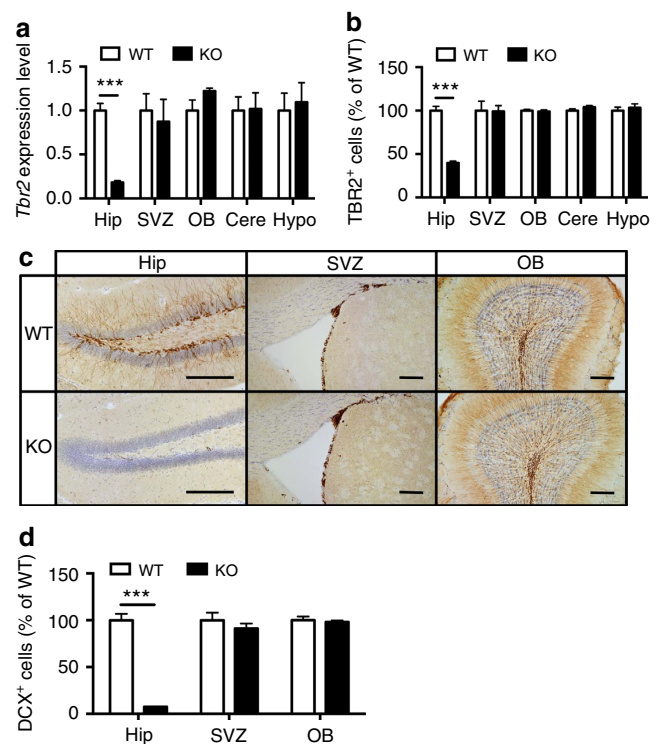 a
WT KO
Tbr2 expression level
1.5
1.0
0.5
0.0
***
Hip SVZ OB Cere Hypo
b
WT KO
TBR2+ cells (% of WT)
150
100
50
0
***
Hip SVZ OB Cere Hypo
c
Hip SVZ OB
WT
KO
d
WT KO
DCX+ cells (% of WT)
150
100
50
0
***
Hip SVZ OB